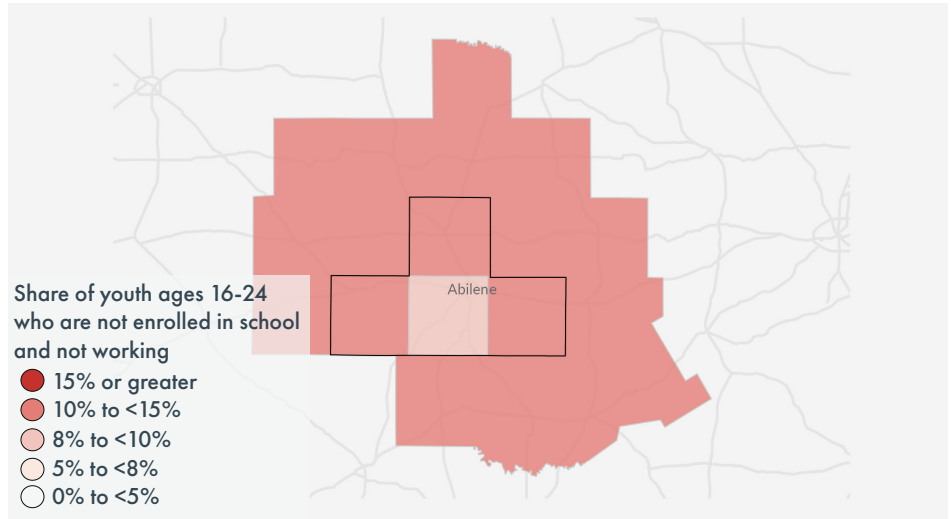 Abilene
Share of youth ages 16-24
who are not enrolled in school
and not working
15% or greater
10% to <15%
8% to <10%
5% to <8%
0% to <5%